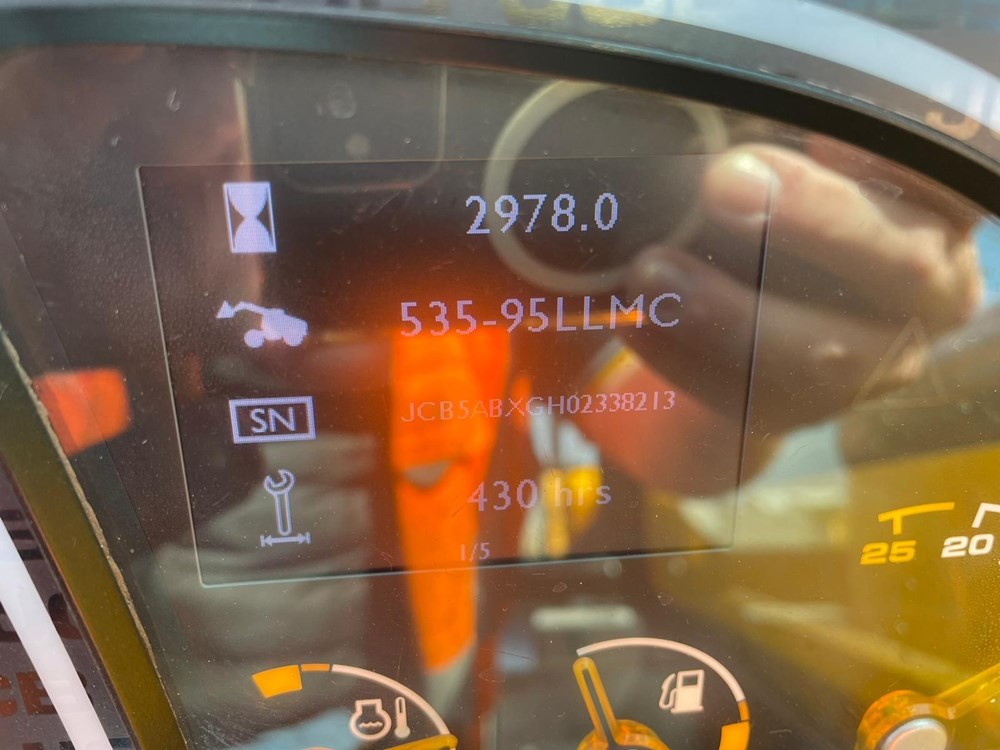 2978.0
535-95LLMC
SN JCB5ABXGH02338213
430 hrs
1/5
25 20